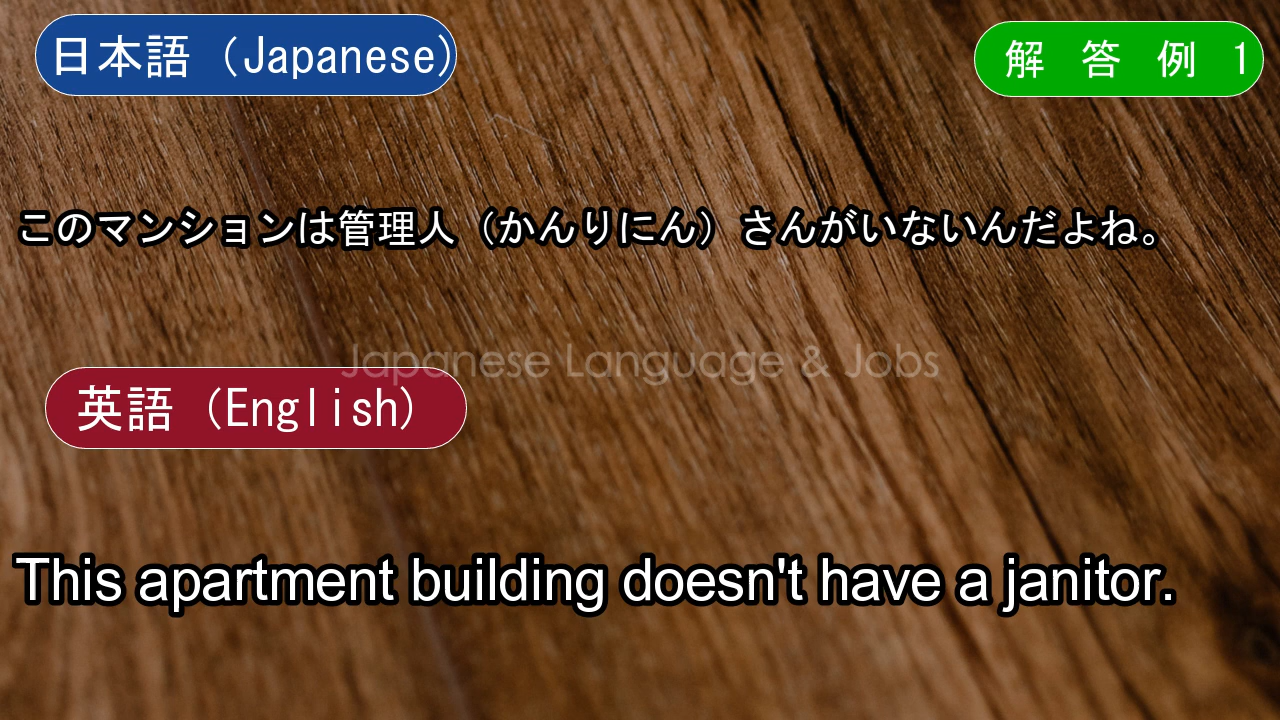 日本語 (Japanese)
解 答 例 1
このマンションは管理人（かんりにん）さんがいないんだよね。
Japanese Language & Jobs
英語 (English)
This apartment building doesn't have a janitor.